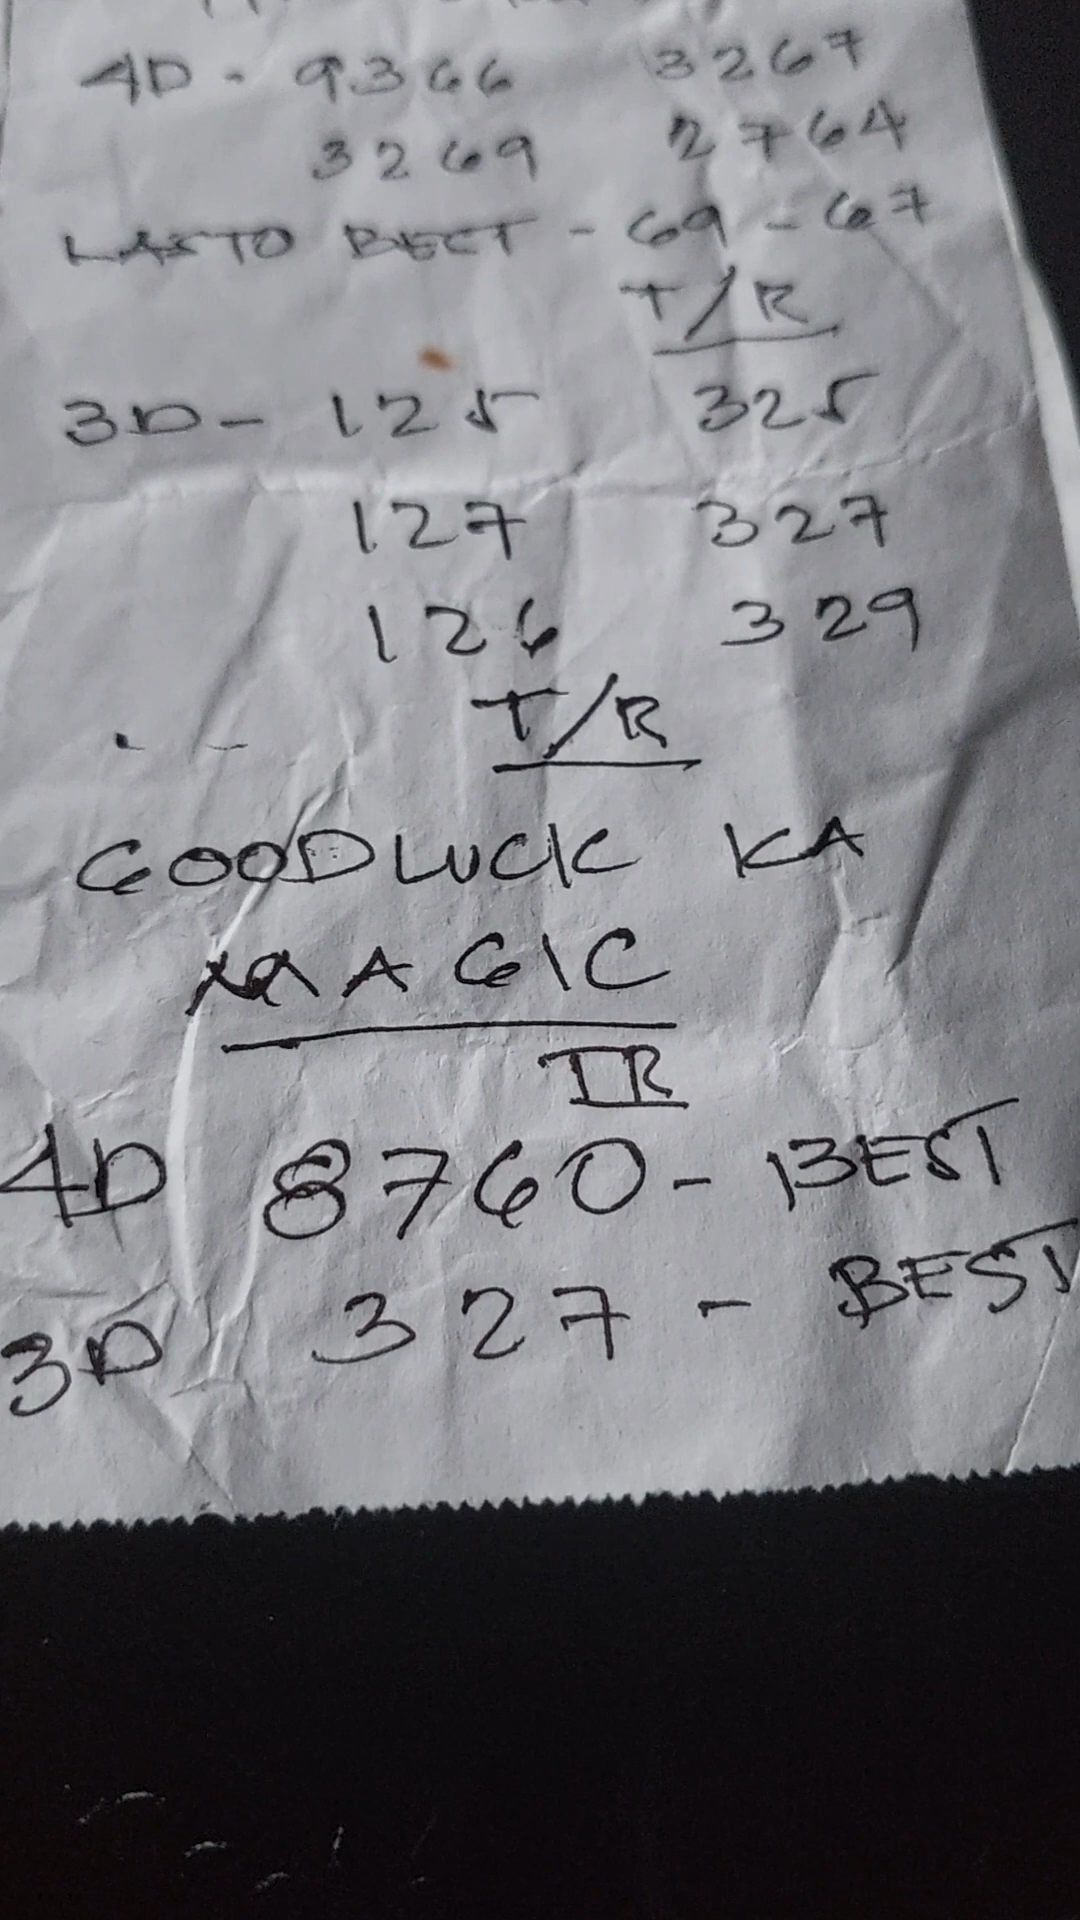 4D - 9366 3267
3269 2764
LASTO BECT - 69 - 67
T/R
3D - 125 325
127 327
126 329
T/R
GOODLUCK KA
MAGIC
TR
4D 8760 - BEST
3D 327 - BEST